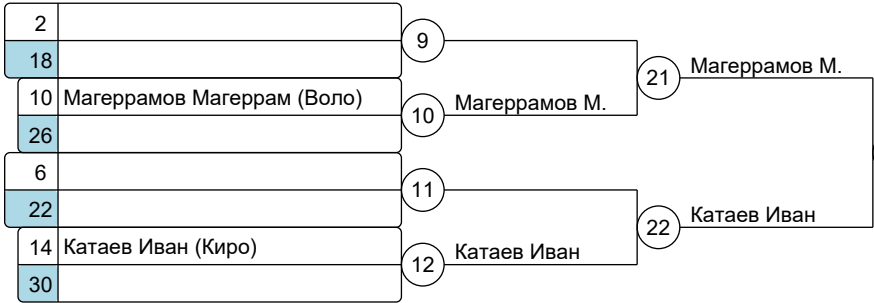 2
9
18
21 Магеррамов М.
10 Магеррамов Магеррам (Воло)
10 Магеррамов М.
26
6
11
22
22 Катаев Иван
14 Катаев Иван (Киро)
12 Катаев Иван
30